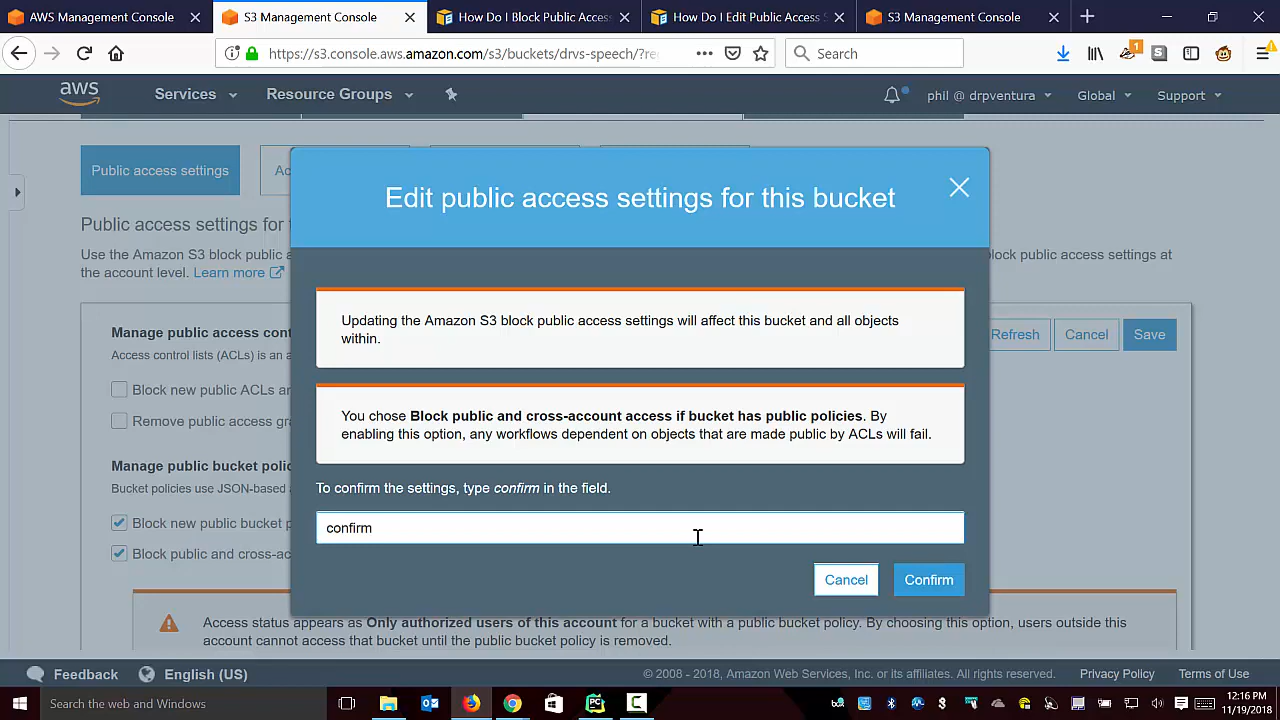 AWS Management Console
S3 Management Console
How Do I Block Public Acces
How Do I Edit Public Access S
S3 Management Console
https://s3.console.aws.amazon.com/s3/buckets/drvs-speech/?re
Search
1
aws
Services
Resource Groups
phil @ drpventura
Global
Support
Public access settings
Ac
Edit public access settings for this bucket
Public access settings for t
Use the Amazon S3 block public a
lock public access settings at
the account level. Learn more
Updating the Amazon S3 block public access settings will affect this bucket and all objects
within.
Manage public access cont
Access control lists (ACLs) is an a
Refresh
Cancel
Save
Block new public ACLs an
Remove public access gra
You chose Block public and cross-account access if bucket has public policies. By
enabling this option, any workflows dependent on objects that are made public by ACLs will fail.
Manage public bucket polic
Bucket policies use JSON-based a
To confirm the settings, type confirm in the field.
Block new public bucket p
confirm
Block public and cross-ac
Cancel
Confirm
Access status appears as Only authorized users of this account for a bucket with a public bucket policy. By choosing this option, users outside this
account cannot access that bucket until the public bucket policy is removed.
Feedback
English (US)
© 2008 - 2018, Amazon Web Services, Inc. or its affiliates. All rights reserved.
Privacy Policy
Terms of Use
Search the web and Windows
12:16 PM
11/19/2018